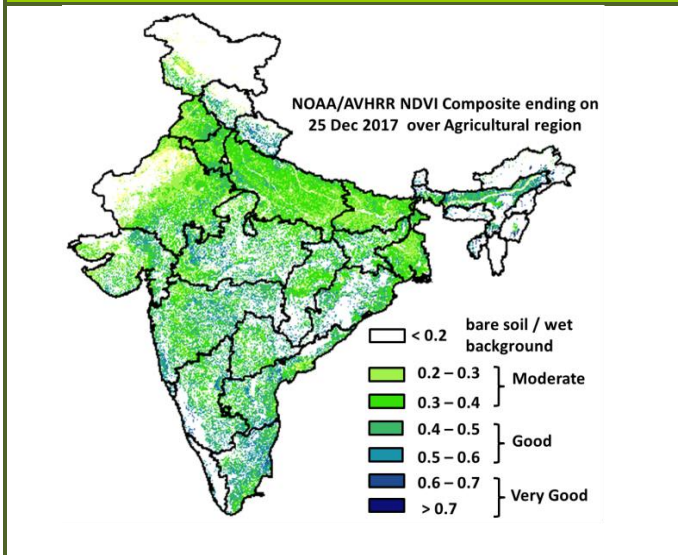 NOAA/AVHRR NDVI Composite ending on
25 Dec 2017 over Agricultural region
< 0.2 bare soil / wet
background
0.2 – 0.3
Moderate
0.3 – 0.4
0.4 – 0.5
Good
0.5 – 0.6
0.6 – 0.7
Very Good
> 0.7